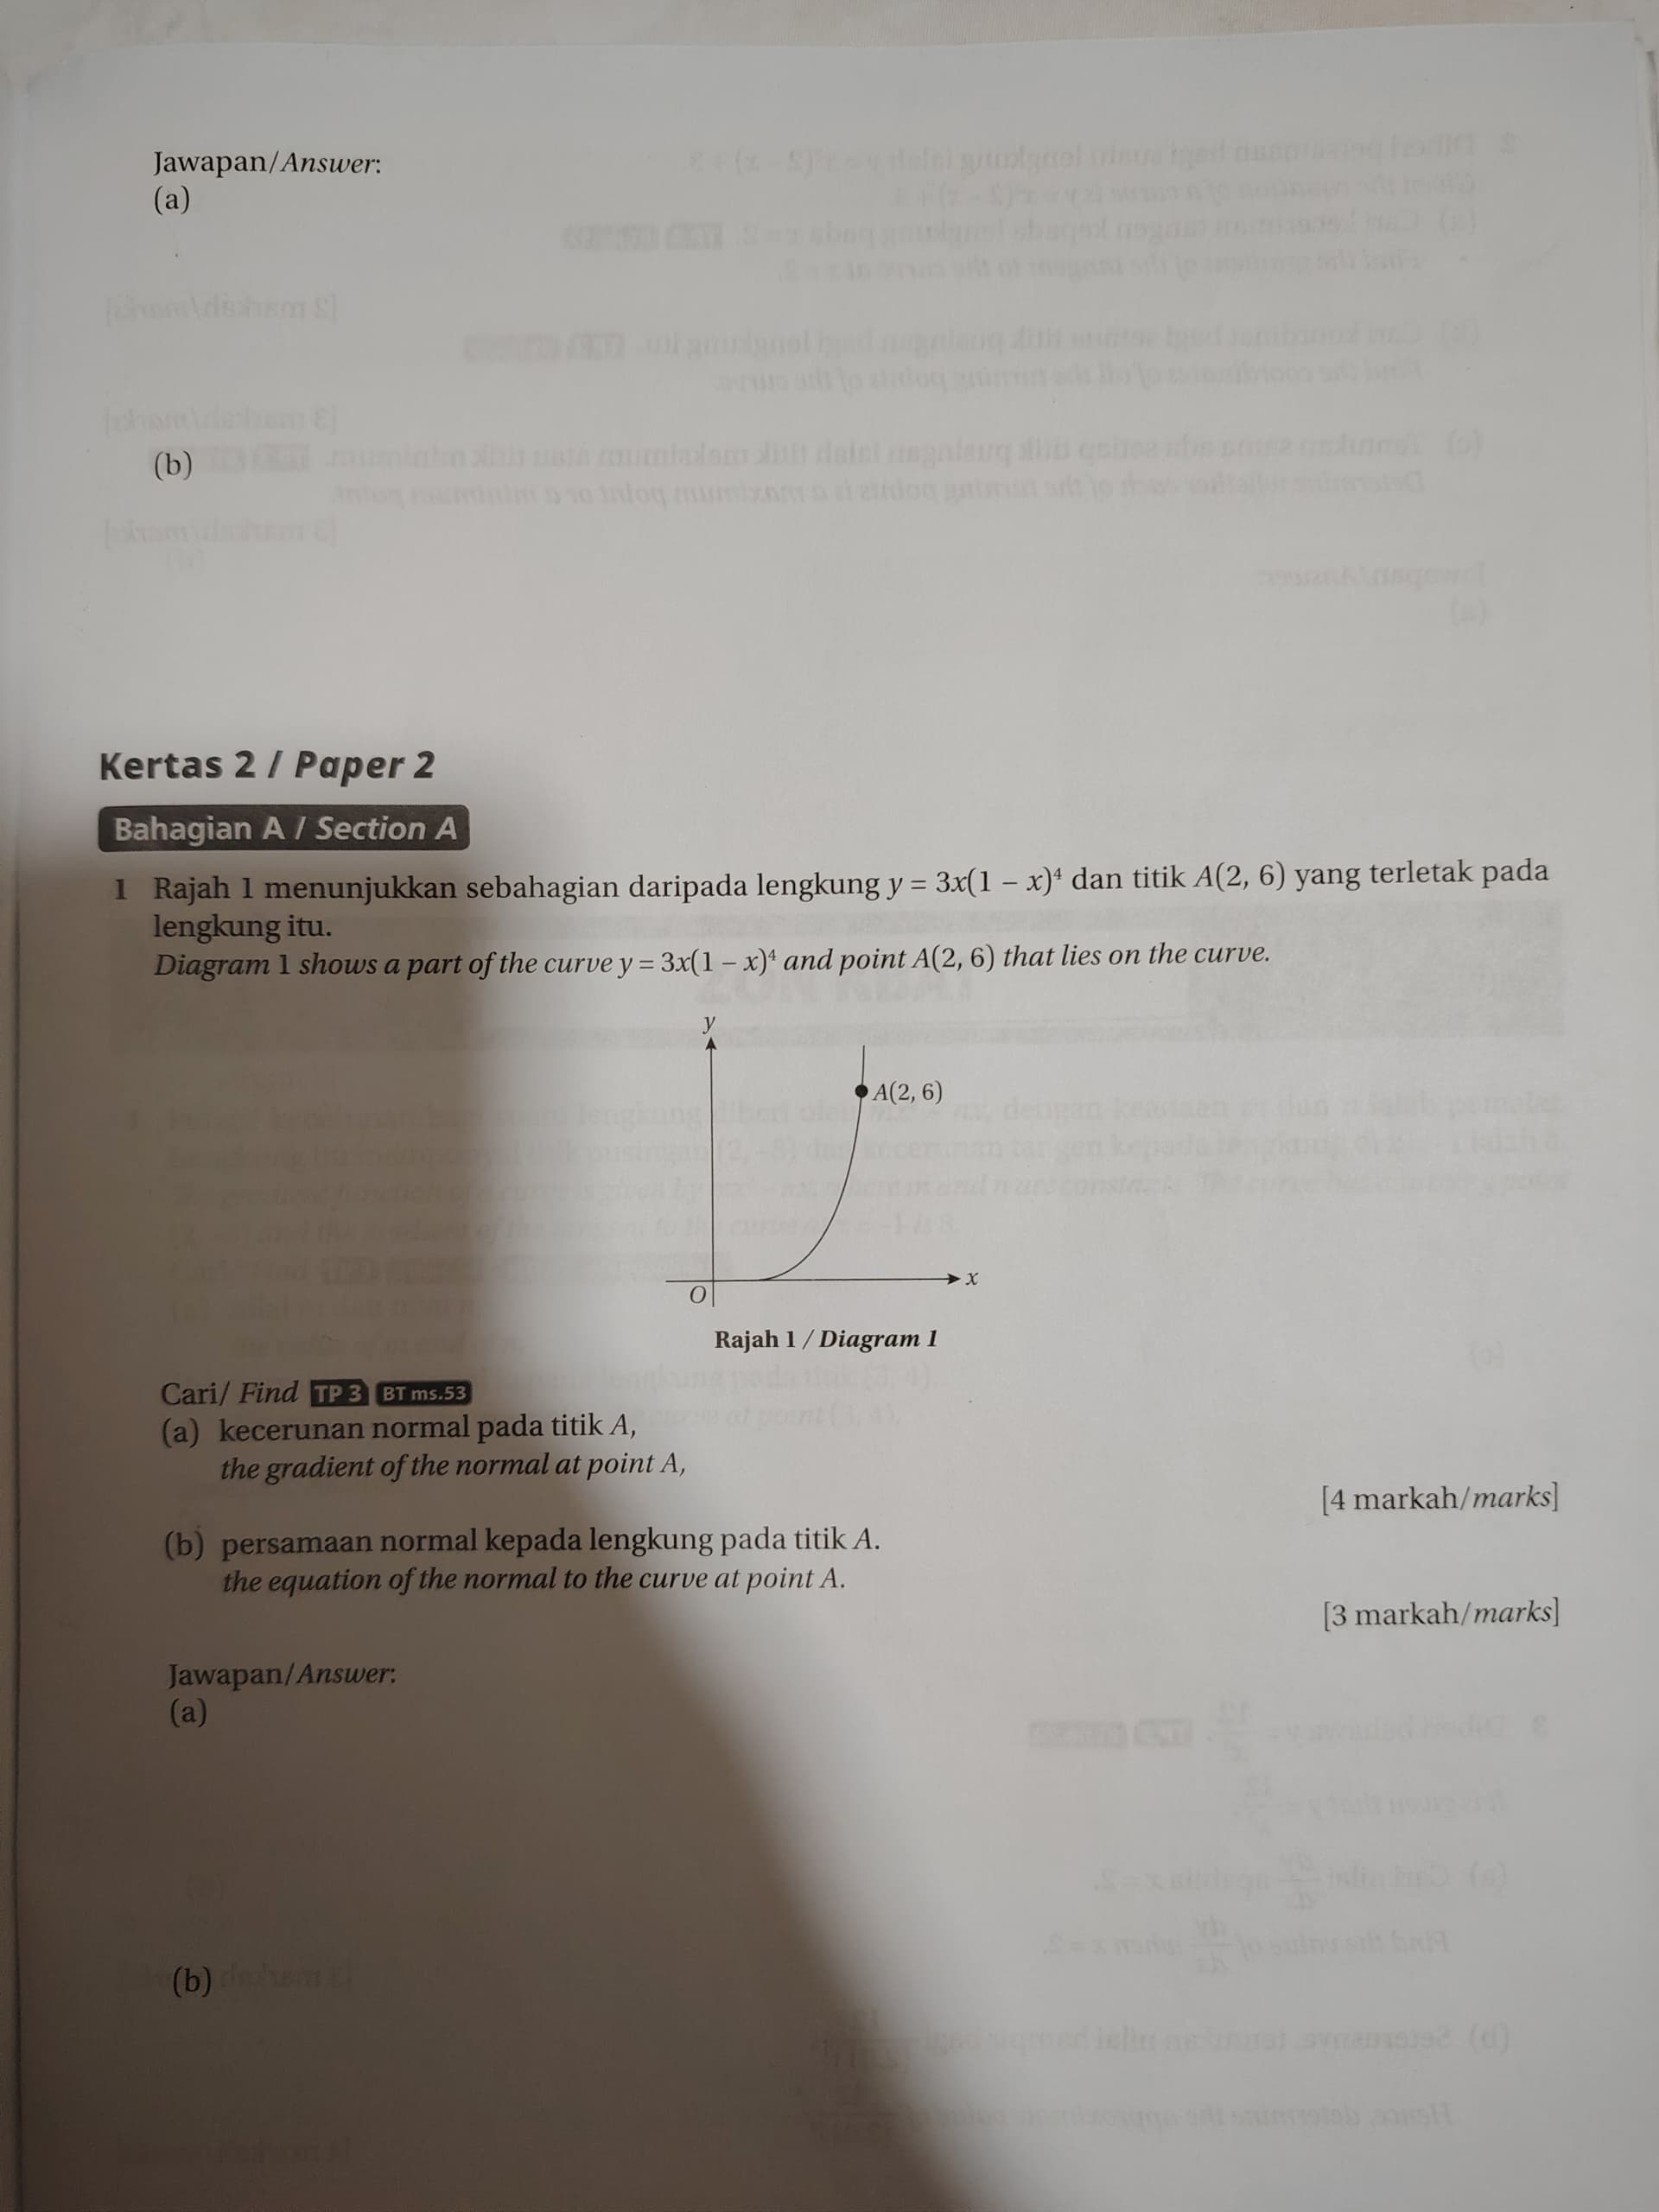 Jawapan/Answer:
(a)
(b)
Kertas 2 / Paper 2
Bahagian A / Section A
1 Rajah 1 menunjukkan sebahagian daripada lengkung y = 3x(1 – x)⁴ dan titik A(2, 6) yang terletak pada
lengkung itu.
Diagram 1 shows a part of the curve y = 3x(1 – x)⁴ and point A(2, 6) that lies on the curve.
y
A(2, 6)
x
O
Rajah 1 / Diagram 1
Cari/ Find TP 3 BT ms.53
(a) kecerunan normal pada titik A,
the gradient of the normal at point A,
[4 markah/marks]
(b) persamaan normal kepada lengkung pada titik A.
the equation of the normal to the curve at point A.
[3 markah/marks]
Jawapan/Answer:
(a)
(b)